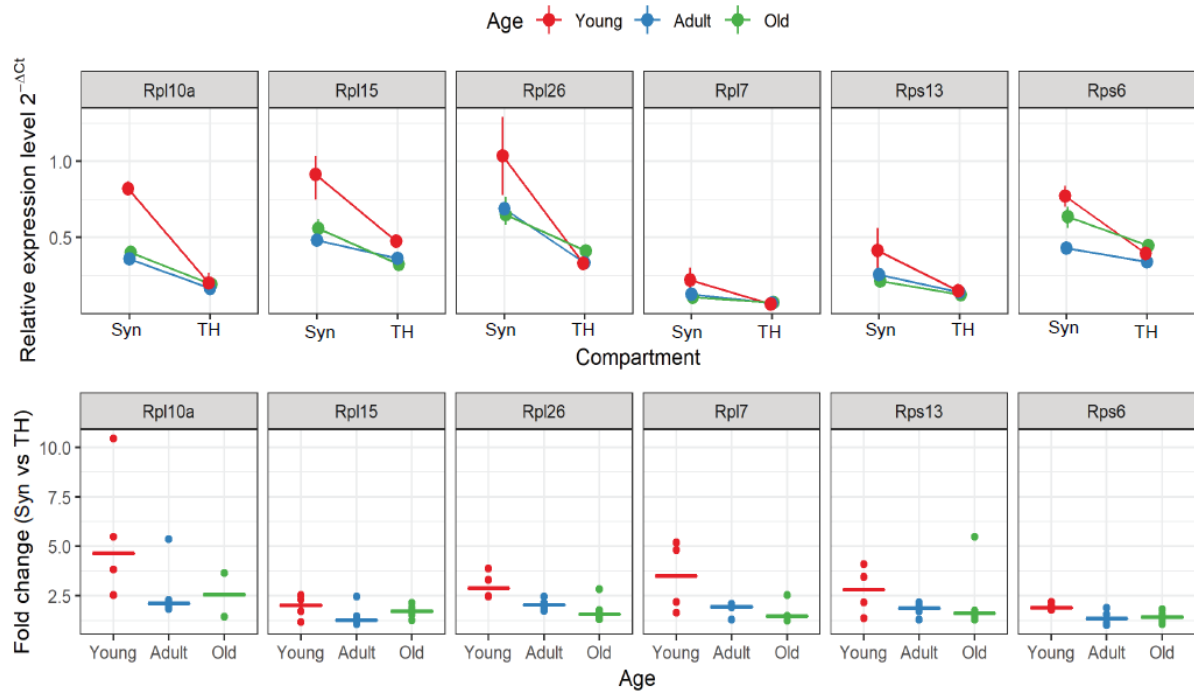 Age Young Adult Old
Relative expression level 2^-ΔCt
Rpl10a Rpl15 Rpl26 Rpl7 Rps13 Rps6
1.0
0.5
Syn TH Syn TH Syn TH Syn TH Syn TH Syn TH
Compartment
Fold change (Syn vs TH)
Rpl10a Rpl15 Rpl26 Rpl7 Rps13 Rps6
10.0
7.5
5.0
2.5
Young Adult Old Young Adult Old Young Adult Old Young Adult Old Young Adult Old Young Adult Old
Age